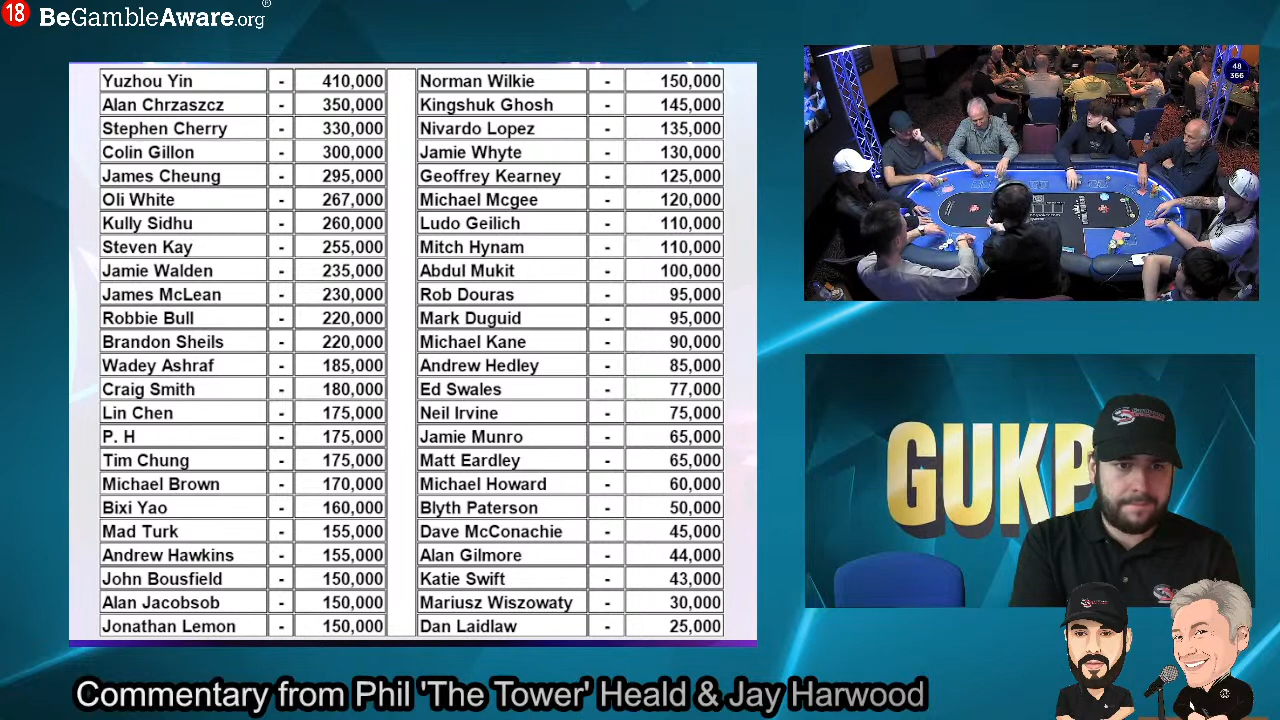 18 BeGambleAware.org®
Yuzhou Yin - 410,000 Norman Wilkie - 150,000
Alan Chrzaszcz - 350,000 Kingshuk Ghosh - 145,000
Stephen Cherry - 330,000 Nivardo Lopez - 135,000
Colin Gillon - 300,000 Jamie Whyte - 130,000
James Cheung - 295,000 Geoffrey Kearney - 125,000
Oli White - 267,000 Michael Mcgee - 120,000
Kully Sidhu - 260,000 Ludo Geilich - 110,000
Steven Kay - 255,000 Mitch Hynam - 110,000
Jamie Walden - 235,000 Abdul Mukit - 100,000
James McLean - 230,000 Rob Douras - 95,000
Robbie Bull - 220,000 Mark Duguid - 95,000
Brandon Sheils - 220,000 Michael Kane - 90,000
Wadey Ashraf - 185,000 Andrew Hedley - 85,000
Craig Smith - 180,000 Ed Swales - 77,000
Lin Chen - 175,000 Neil Irvine - 75,000
P. H - 175,000 Jamie Munro - 65,000
Tim Chung - 175,000 Matt Eardley - 65,000
Michael Brown - 170,000 Michael Howard - 60,000
Bixi Yao - 160,000 Blyth Paterson - 50,000
Mad Turk - 155,000 Dave McConachie - 45,000
Andrew Hawkins - 155,000 Alan Gilmore - 44,000
John Bousfield - 150,000 Katie Swift - 43,000
Alan Jacobsob - 150,000 Mariusz Wiszowaty - 30,000
Jonathan Lemon - 150,000 Dan Laidlaw - 25,000
48
366
GUKP
Commentary from Phil 'The Tower' Heald & Jay Harwood